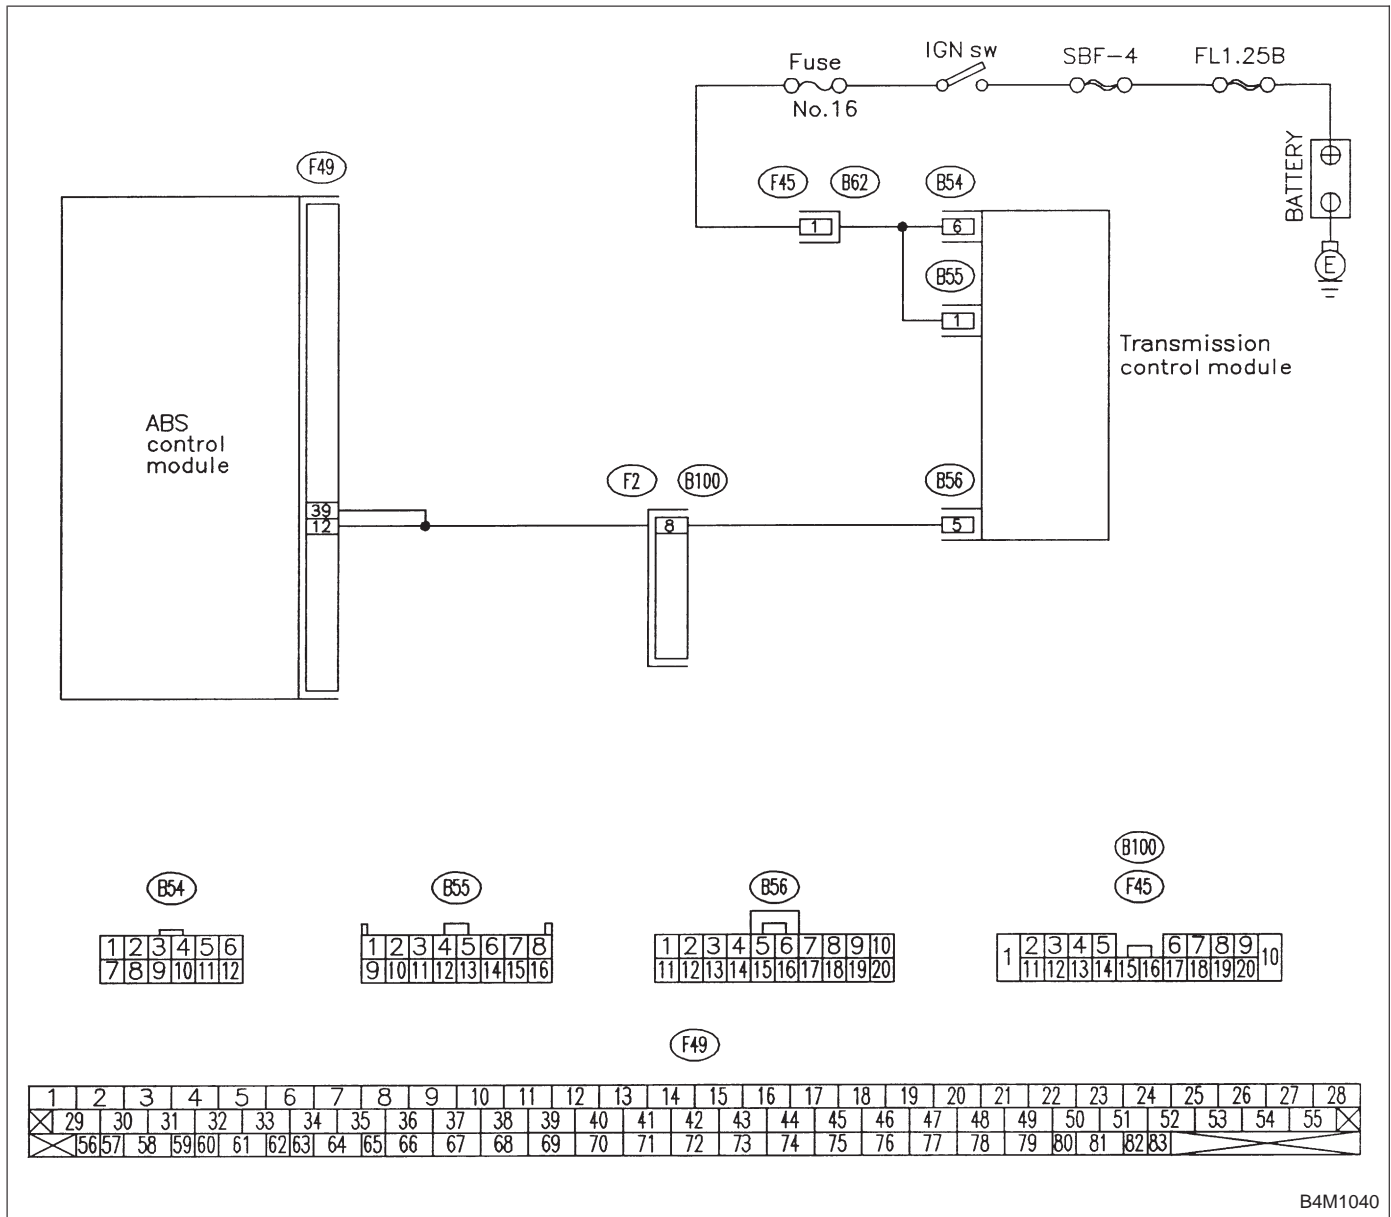 Fuse
No.16
IGN sw
SBF-4
FL1.25B
BATTERY
E
F49
F45
B62
B54
1
6
B55
1
Transmission
control module
ABS
control
module
F2
B100
B56
39
12
8
5
B100
B54
B55
B56
F45
1 2 3 4 5 6
7 8 9 10 11 12
1 2 3 4 5 6 7 8
9 10 11 12 13 14 15 16
1 2 3 4 5 6 7 8 9 10
11 12 13 14 15 16 17 18 19 20
1 2 3 4 5 6 7 8 9 10
11 12 13 14 15 16 17 18 19 20
F49
1 2 3 4 5 6 7 8 9 10 11 12 13 14 15 16 17 18 19 20 21 22 23 24 25 26 27 28
29 30 31 32 33 34 35 36 37 38 39 40 41 42 43 44 45 46 47 48 49 50 51 52 53 54 55
56 57 58 59 60 61 62 63 64 65 66 67 68 69 70 71 72 73 74 75 76 77 78 79 80 81 82 83
B4M1040